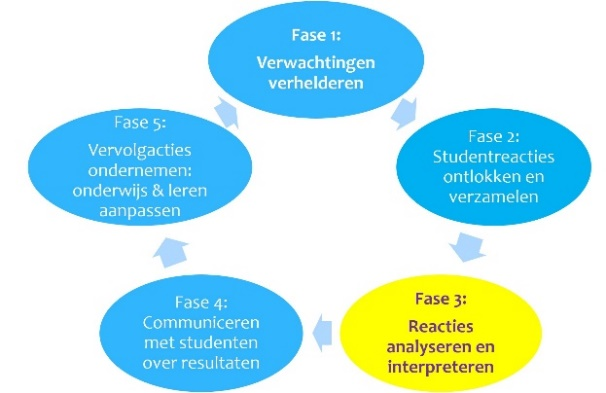 Fase 1:
Verwachtingen
verhelderen
Fase 2:
Studentreacties
ontlokken en
verzamelen
Fase 3:
Reacties
analyseren en
interpreteren
Fase 4:
Communiceren
met studenten
over resultaten
Fase 5:
Vervolgacties
ondernemen:
onderwijs & leren
aanpassen